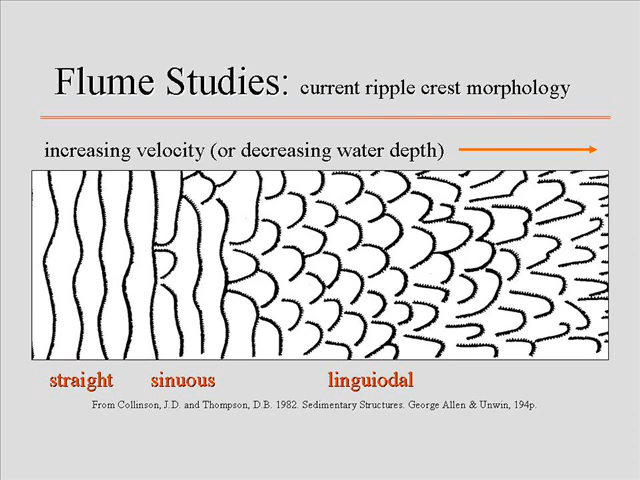 Flume Studies: current ripple crest morphology
increasing velocity (or decreasing water depth)
straight sinuous linguiodal
From Collinson, J.D. and Thompson, D.B. 1982. Sedimentary Structures. George Allen & Unwin, 194p.